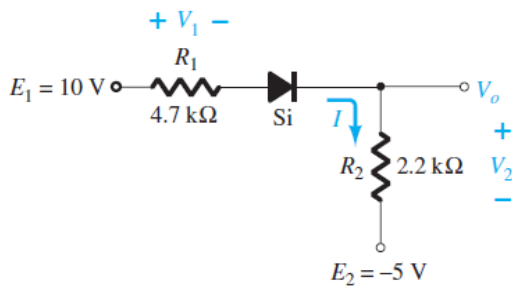 + V₁ −
R₁
E₁ = 10 V
4.7 kΩ
Si
I
Vₒ
+
R₂
2.2 kΩ
V₂
−
E₂ = −5 V